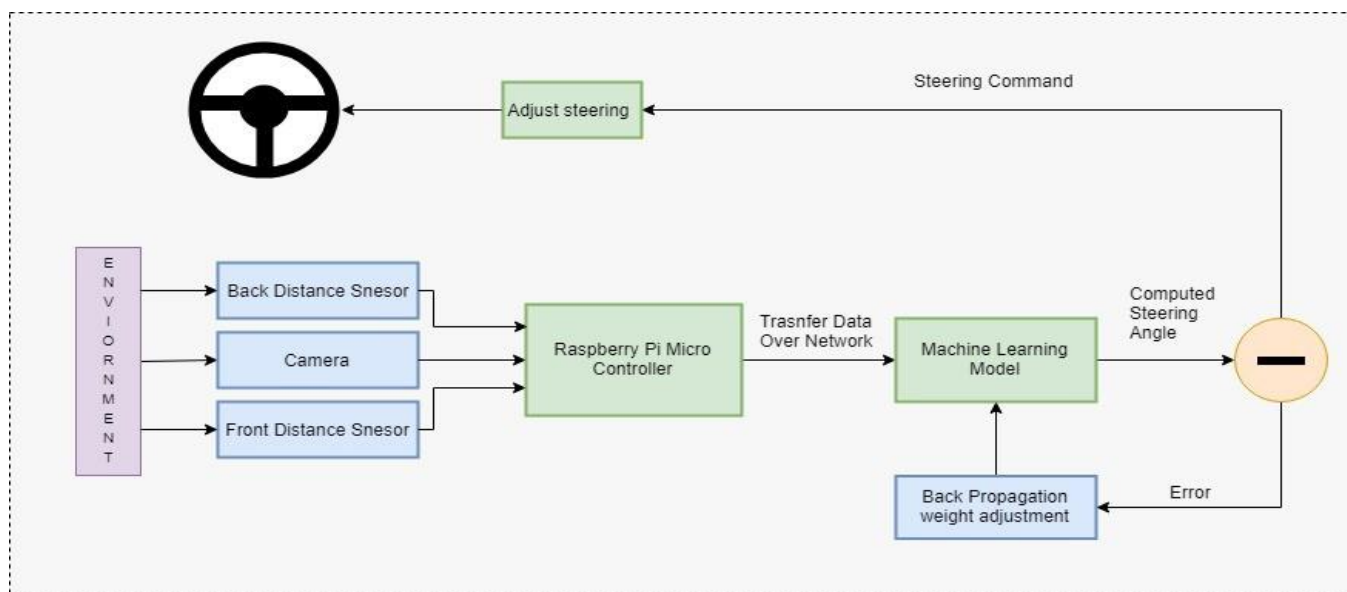 Steering Command
Adjust steering
ENVIORNMENT
Back Distance Snesor
Camera
Front Distance Snesor
Raspberry Pi Micro
Controller
Trasnfer Data
Over Network
Machine Learning
Model
Computed
Steering
Angle
Back Propagation
weight adjustment
Error